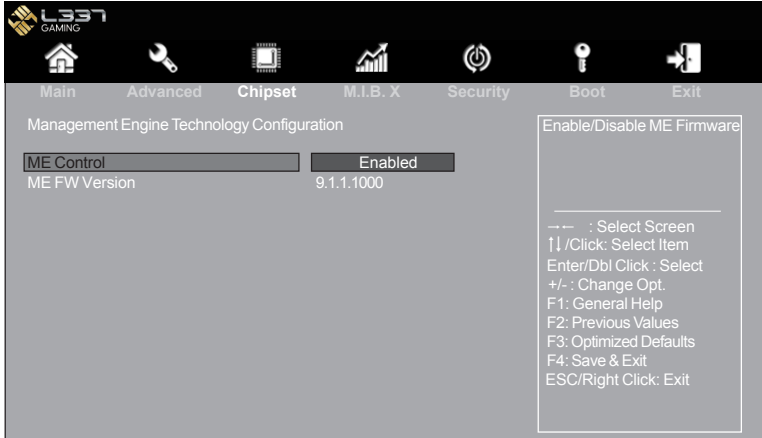 L337
GAMING
Main Advanced Chipset M.I.B. X Security Boot Exit
Management Engine Technology Configuration
ME Control Enabled
ME FW Version 9.1.1.1000
Enable/Disable ME Firmware
→← : Select Screen
↑↓/Click: Select Item
Enter/Dbl Click : Select
+/- : Change Opt.
F1: General Help
F2: Previous Values
F3: Optimized Defaults
F4: Save & Exit
ESC/Right Click: Exit